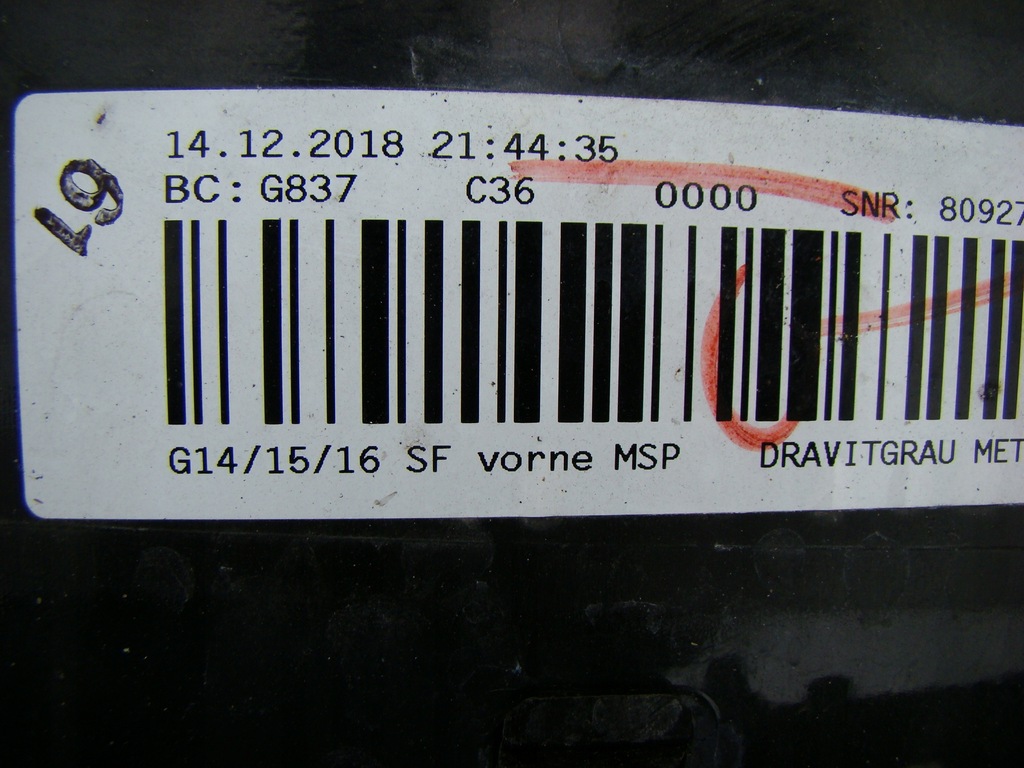 14.12.2018 21:44:35
BC: G837 C36 0000 SNR: 80927
G14/15/16 SF vorne MSP DRAVITGRAU MET